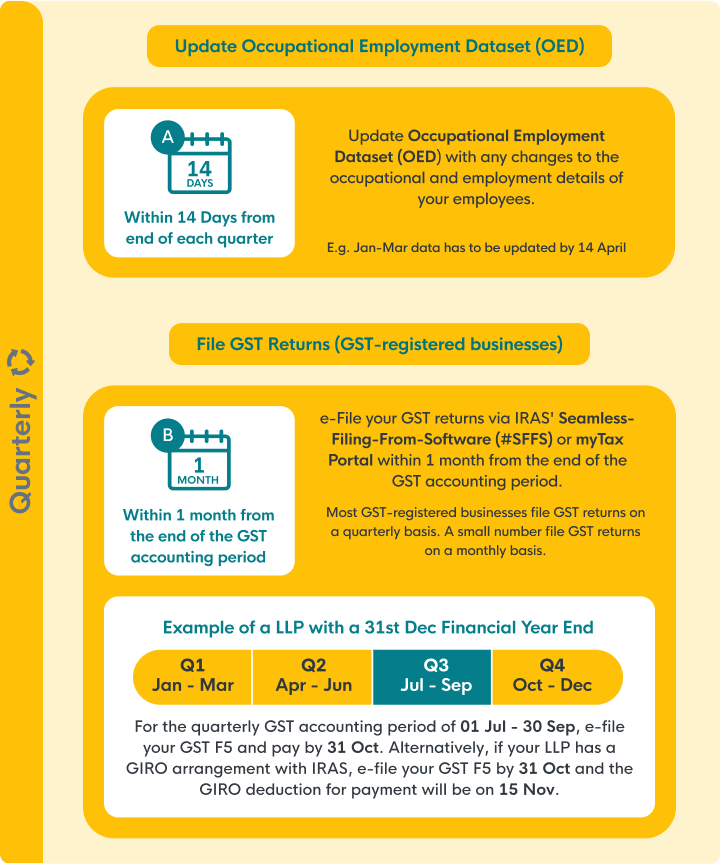 Quarterly
Update Occupational Employment Dataset (OED)
A
14
DAYS
Within 14 Days from
end of each quarter
Update Occupational Employment
Dataset (OED) with any changes to the
occupational and employment details of
your employees.
E.g. Jan-Mar data has to be updated by 14 April
File GST Returns (GST-registered businesses)
B
1
MONTH
Within 1 month from
the end of the GST
accounting period
e-File your GST returns via IRAS' Seamless-
Filing-From-Software (#SFFS) or myTax
Portal within 1 month from the end of the
GST accounting period.
Most GST-registered businesses file GST returns on
a quarterly basis. A small number file GST returns
on a monthly basis.
Example of a LLP with a 31st Dec Financial Year End
Q1
Jan - Mar
Q2
Apr - Jun
Q3
Jul - Sep
Q4
Oct - Dec
For the quarterly GST accounting period of 01 Jul - 30 Sep, e-file
your GST F5 and pay by 31 Oct. Alternatively, if your LLP has a
GIRO arrangement with IRAS, e-file your GST F5 by 31 Oct and the
GIRO deduction for payment will be on 15 Nov.